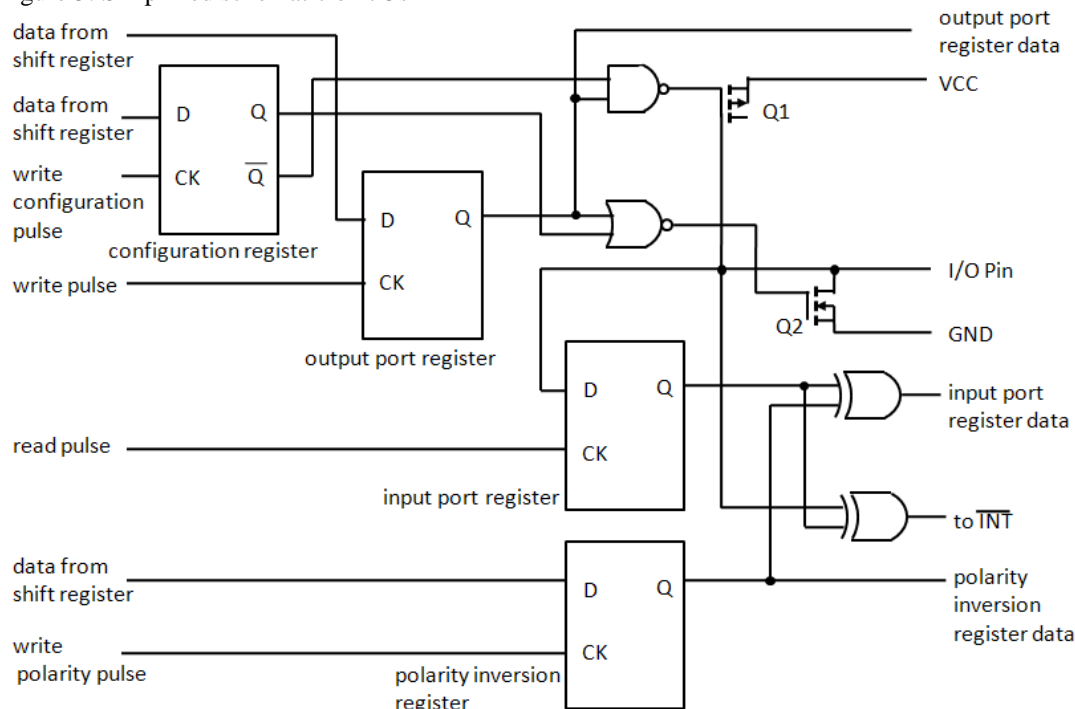 data from
shift register
data from
shift register
write
configuration
pulse
D
Q
CK
Q
configuration register
write pulse
D
Q
CK
output port register
output port
register data
VCC
Q1
I/O Pin
Q2
GND
D
Q
CK
read pulse
input port register
input port
register data
to INT
data from
shift register
write
polarity pulse
D
Q
CK
polarity inversion
register
polarity
inversion
register data